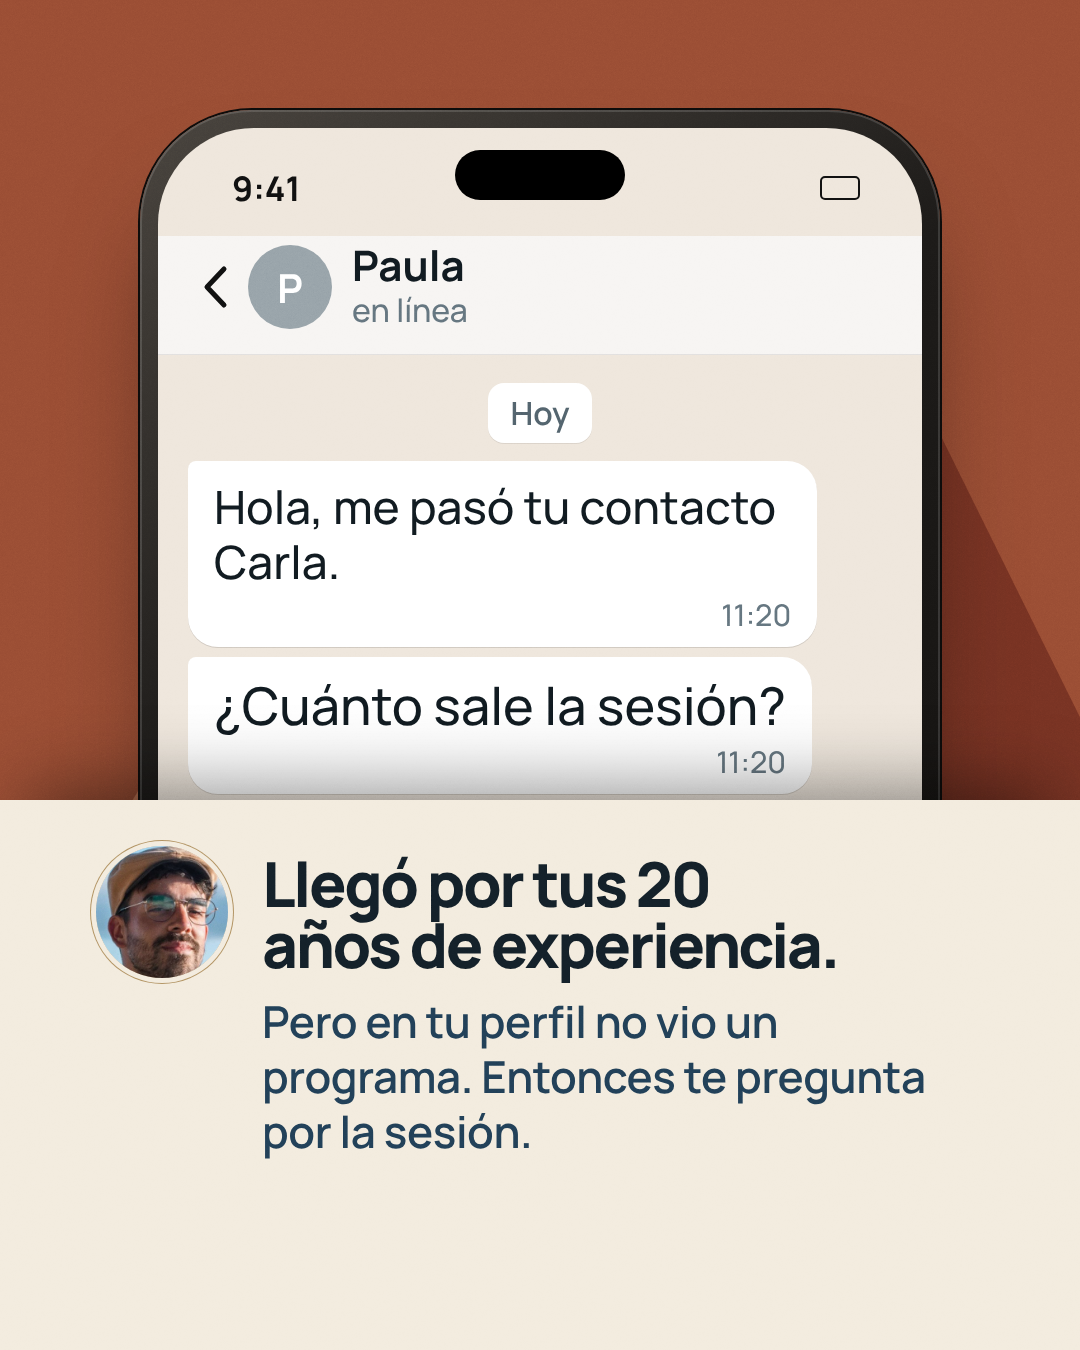 9:41
P
Paula
en línea
Hoy
Hola, me pasó tu contacto
Carla.
11:20
¿Cuánto sale la sesión?
11:20
Llegó por tus 20
años de experiencia.
Pero en tu perfil no vio un
programa. Entonces te pregunta
por la sesión.